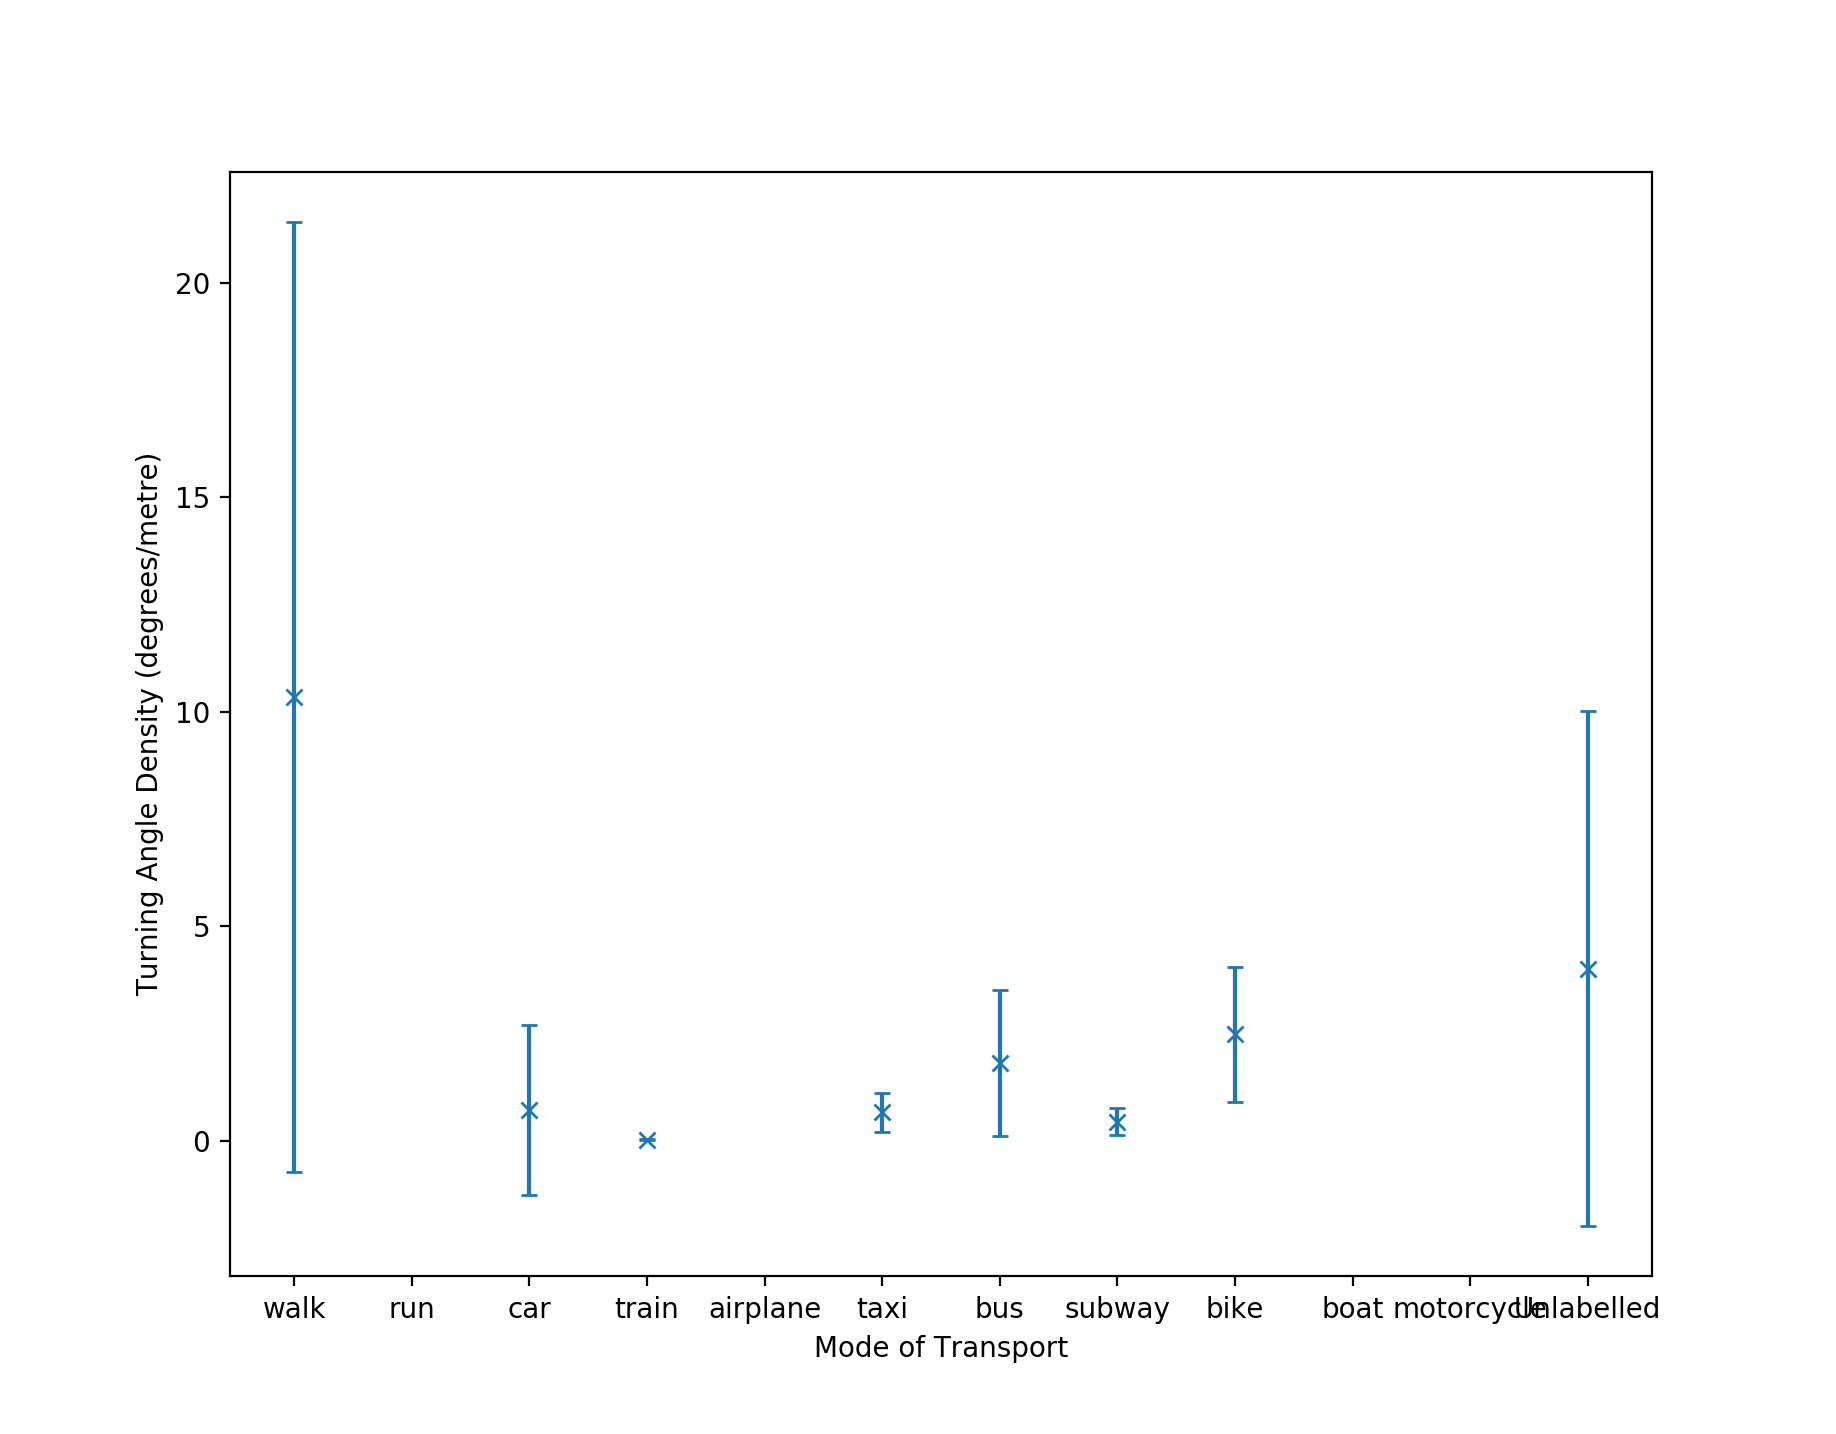 Turning Angle Density (degrees/metre)
20
15
10
5
0
walk run car train airplane taxi bus subway bike boat motorcycle Unlabelled
Mode of Transport